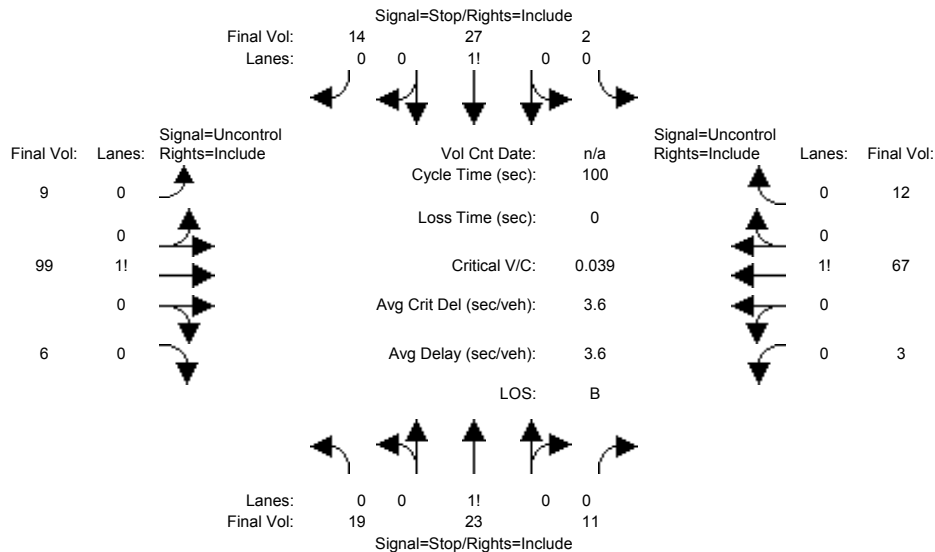 Signal=Stop/Rights=Include
Final Vol: 14 27 2
Lanes: 0 0 1! 0 0
Signal=Uncontrol Signal=Uncontrol
Final Vol: Lanes: Rights=Include Vol Cnt Date: n/a Rights=Include Lanes: Final Vol:
Cycle Time (sec): 100
9 0 0 12
Loss Time (sec): 0
0 0
99 1! Critical V/C: 0.039 1! 67
0 Avg Crit Del (sec/veh): 3.6 0
6 0 Avg Delay (sec/veh): 3.6 0 3
LOS: B
Lanes: 0 0 1! 0 0
Final Vol: 19 23 11
Signal=Stop/Rights=Include